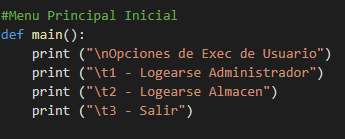 #Menu Principal Inicial
def main():
    print ("\nOpciones de Exec de Usuario")
    print ("\t1 - Logearse Administrador")
    print ("\t2 - Logearse Almacen")
    print ("\t3 - Salir")